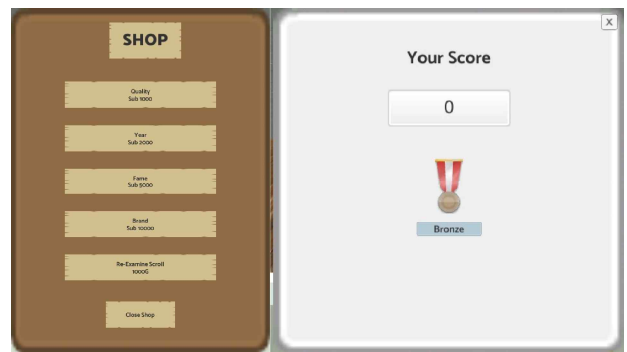 SHOP
Quality
Sub 1000
Year
Sub 2000
Fame
Sub 5000
Brand
Sub 10000
Re-Examine Scroll
1000G
Close Shop
X
Your Score
0
Bronze